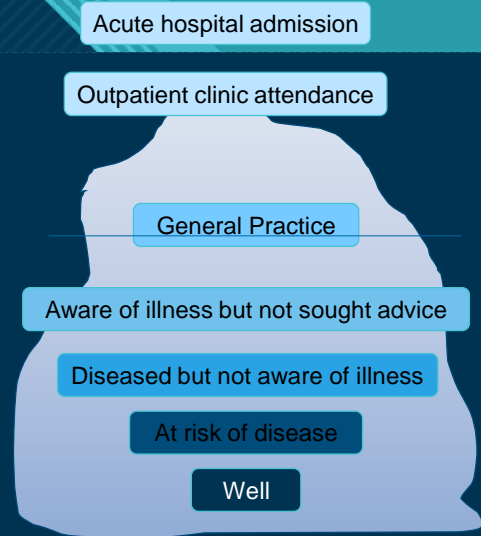 Acute hospital admission
Outpatient clinic attendance
General Practice
Aware of illness but not sought advice
Diseased but not aware of illness
At risk of disease
Well